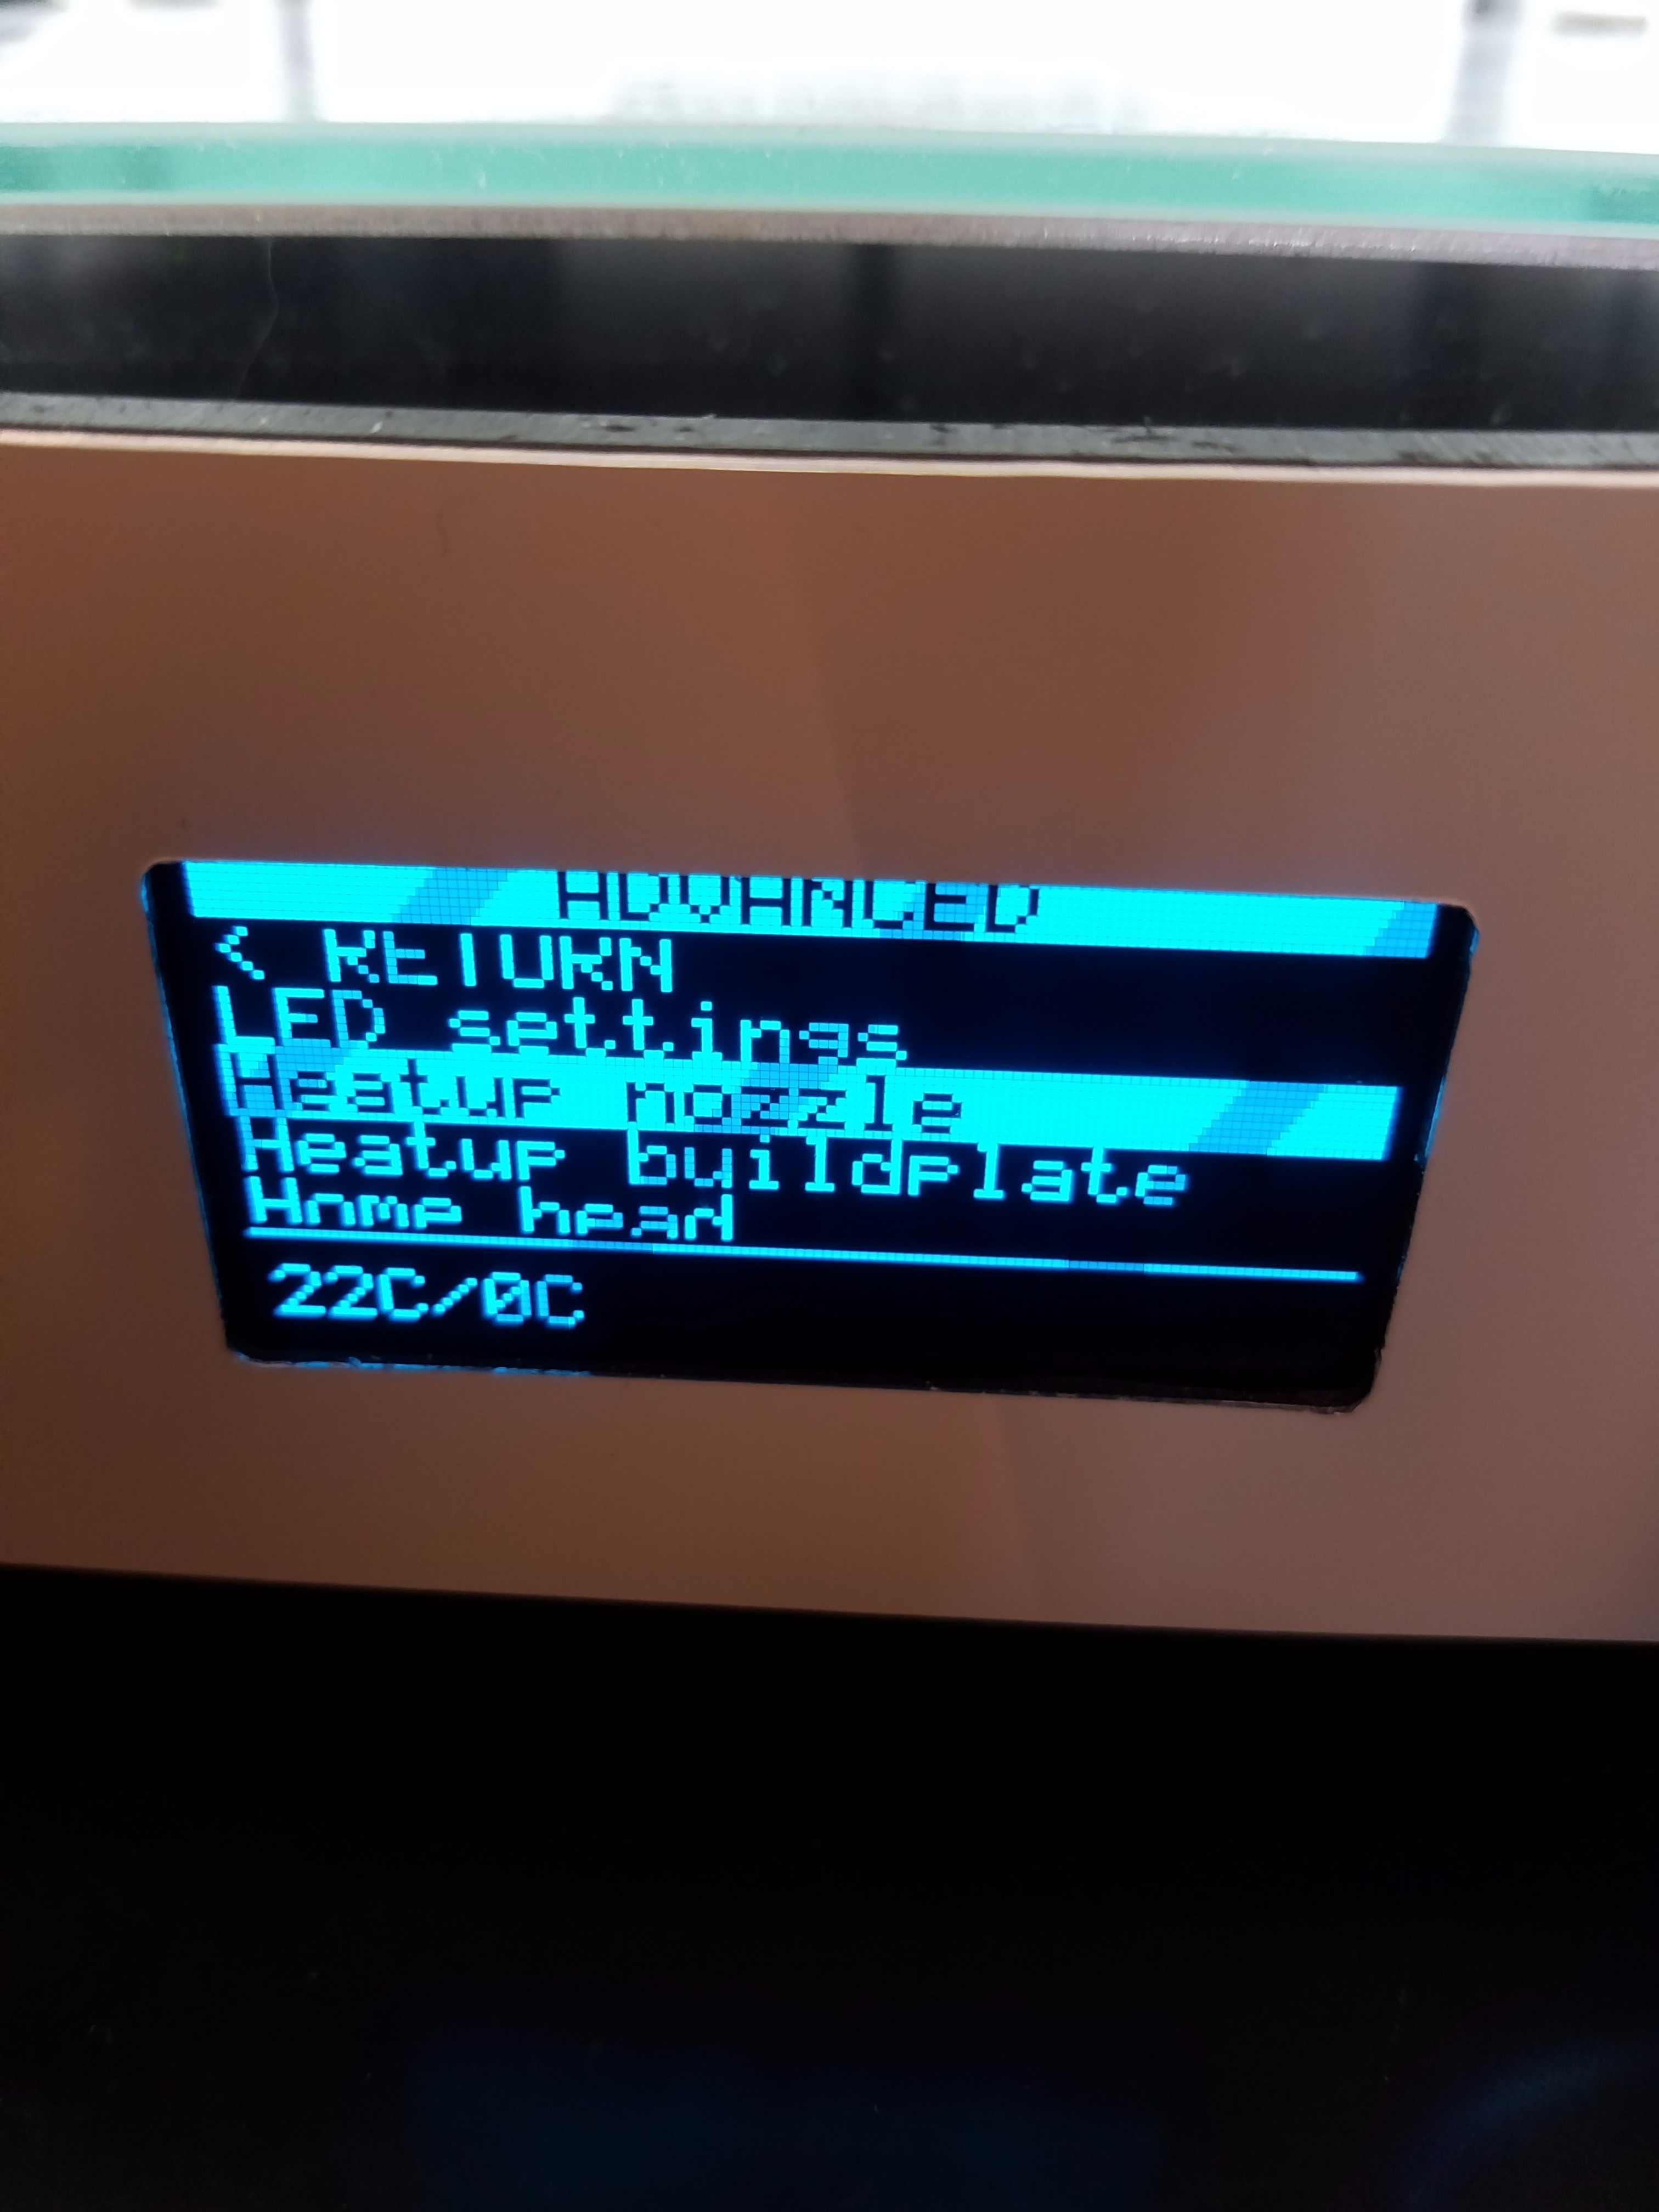 ADVANCED
< RETURN
LED settings
Heatup nozzle
Heatup buildplate
Home head
22C/0C